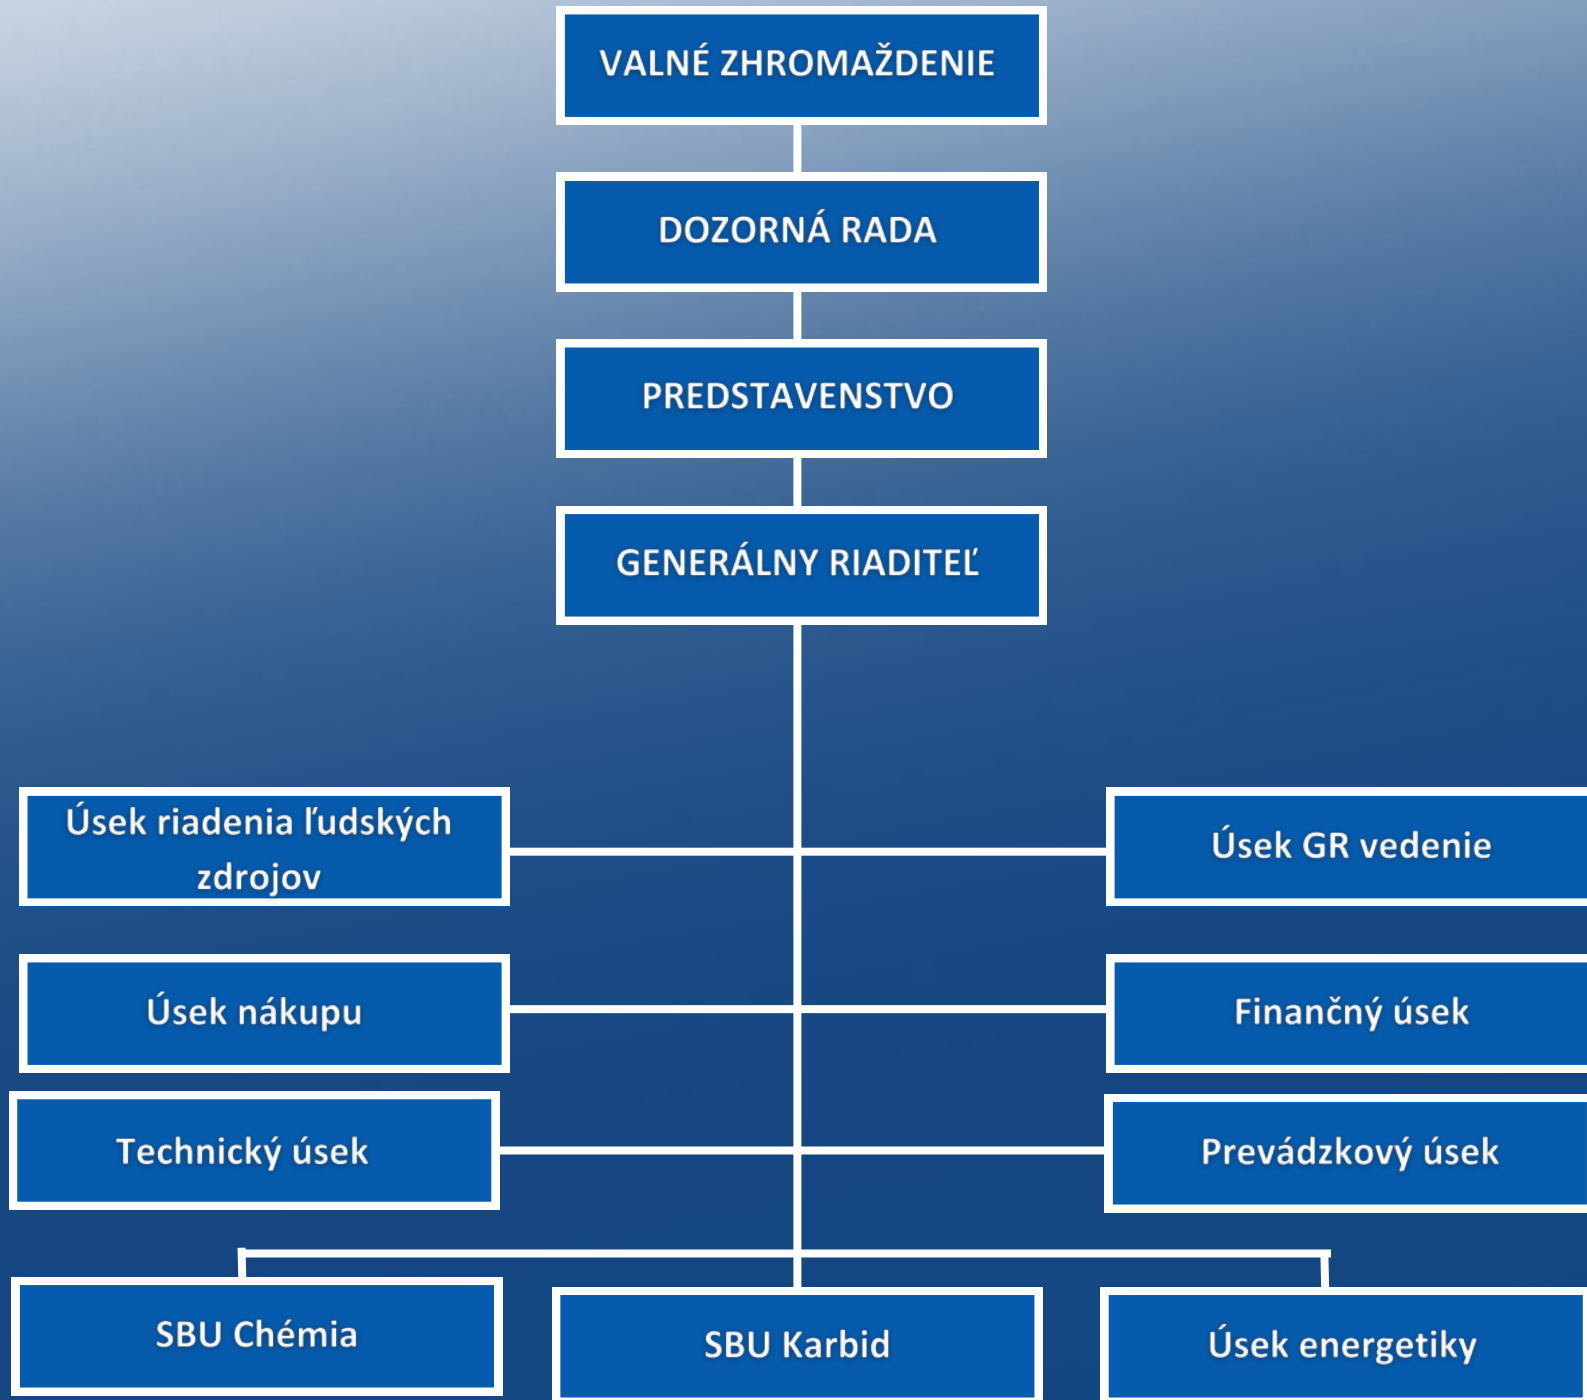 VALNÉ ZHROMAŽDENIE
DOZORNÁ RADA
PREDSTAVENSTVO
GENERÁLNY RIADITEĽ
Úsek riadenia ľudských
zdrojov
Úsek GR vedenie
Úsek nákupu
Finančný úsek
Technický úsek
Prevádzkový úsek
SBU Chémia
SBU Karbid
Úsek energetiky